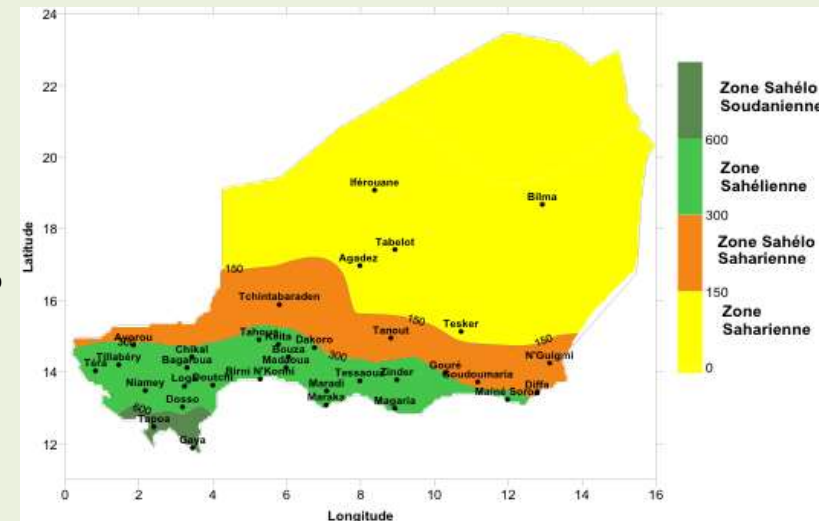 24
22
20
18
16
14
12
Latitude
0 2 4 6 8 10 12 14 16
Longitude
Iférouane
Bilma
Tabelot
Agadez
150
Tchintabaraden
150
Tesker
150
Tanout
Ayorou
300
Tahoua
Keita
Dakoro
N'Guigmi
Chikal
Bouza
300
Tillabéry
Bagaroua
Madaoua
Gouré
Téra
Tessaoua
Zinder
Goudoumaria
Niamey
Loga
Doutchi
Birni N'Konni
Maradi
Maïné Soroa
Diffa
Dosso
Maraka
Magaria
600
Tapoa
Gaya
Zone Sahélo
Soudanienne
600
Zone
Sahélienne
300
Zone Sahélo
Saharienne
150
Zone
Saharienne
0